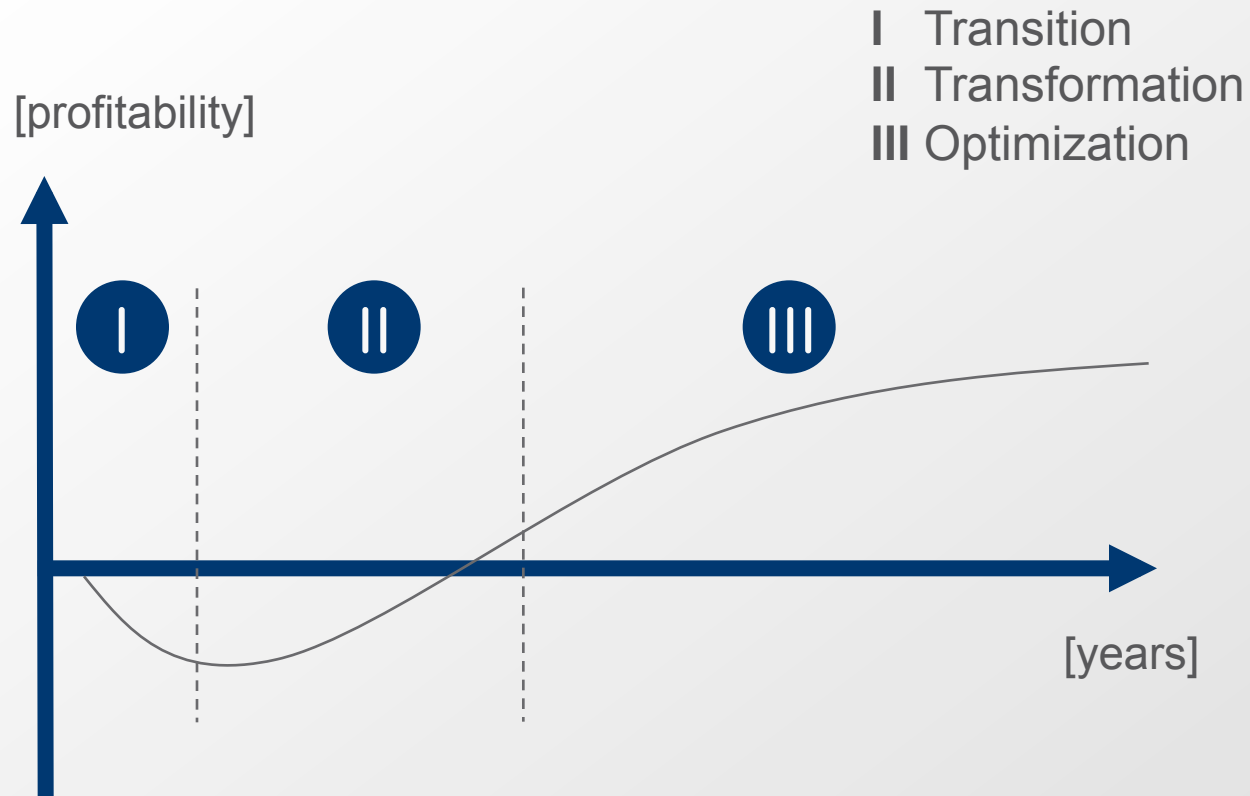 I Transition
II Transformation
III Optimization
[profitability]
I
II
III
[years]